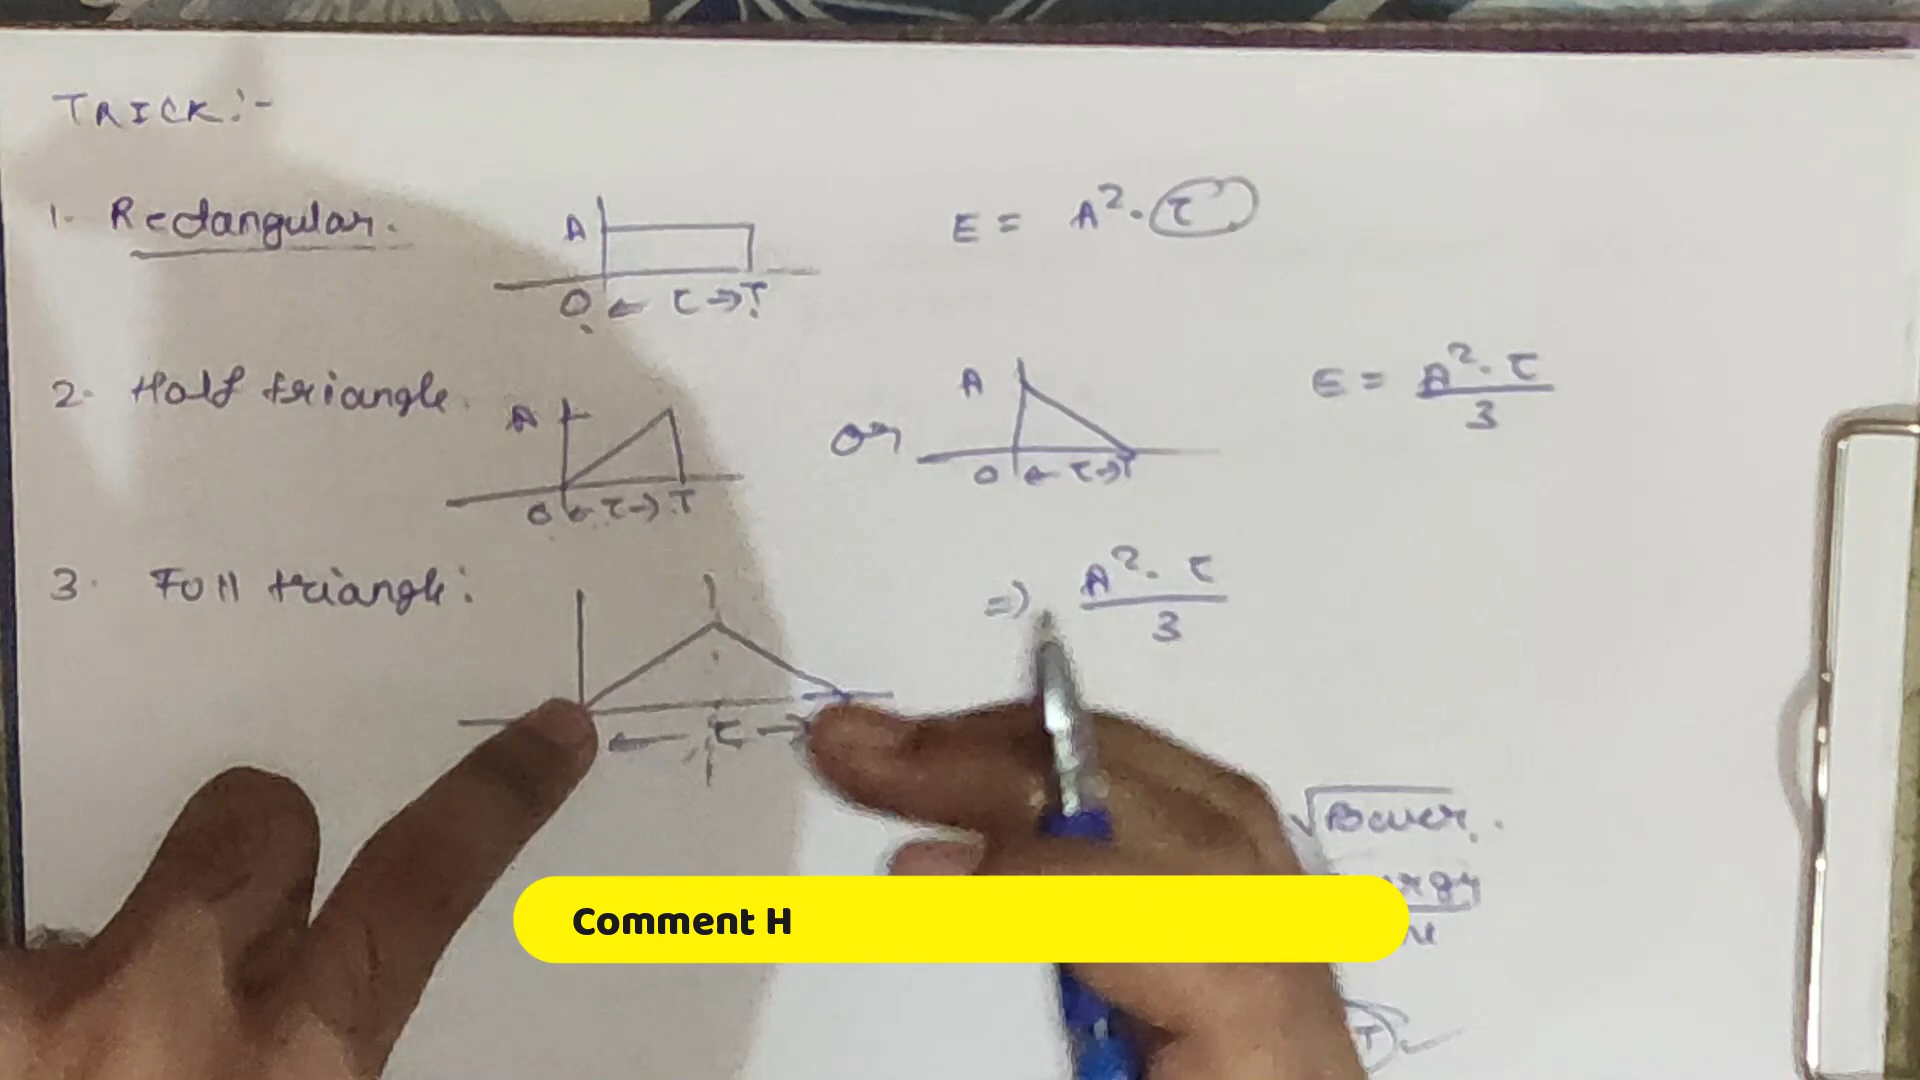 TRICK:-
1. Rectangular.
A
E = A². τ
0 ← τ → T
2. Half triangle.
A
or
A
E = A². τ / 3
0 ← τ → T
0 ← τ → T
3. Full triangle:
⇒ A². τ / 3
← τ →
√Power.
Comment H
T